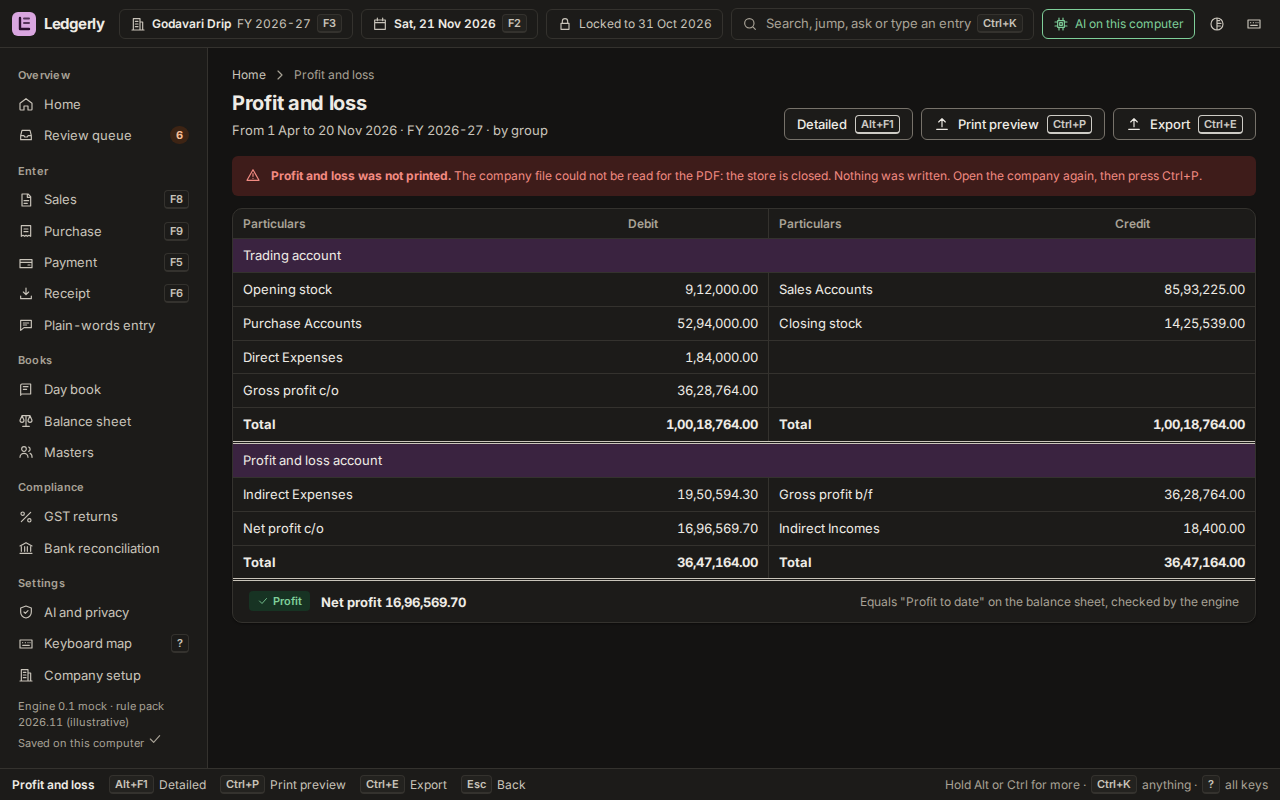 Ledgerly
Godavari Drip FY 2026-27 F3
Sat, 21 Nov 2026 F2
Locked to 31 Oct 2026
Search, jump, ask or type an entry Ctrl+K
AI on this computer
Overview
Home
Review queue 6
Enter
Sales F8
Purchase F9
Payment F5
Receipt F6
Plain-words entry
Books
Day book
Balance sheet
Masters
Compliance
GST returns
Bank reconciliation
Settings
AI and privacy
Keyboard map ?
Company setup
Engine 0.1 mock · rule pack
2026.11 (illustrative)
Saved on this computer
Home > Profit and loss
Profit and loss
From 1 Apr to 20 Nov 2026 · FY 2026-27 · by group
Detailed Alt+F1
Print preview Ctrl+P
Export Ctrl+E
Profit and loss was not printed. The company file could not be read for the PDF: the store is closed. Nothing was written. Open the company again, then press Ctrl+P.
Particulars Debit Particulars Credit
Trading account
Opening stock 9,12,000.00 Sales Accounts 85,93,225.00
Purchase Accounts 52,94,000.00 Closing stock 14,25,539.00
Direct Expenses 1,84,000.00
Gross profit c/o 36,28,764.00
Total 1,00,18,764.00 Total 1,00,18,764.00
Profit and loss account
Indirect Expenses 19,50,594.30 Gross profit b/f 36,28,764.00
Net profit c/o 16,96,569.70 Indirect Incomes 18,400.00
Total 36,47,164.00 Total 36,47,164.00
Profit Net profit 16,96,569.70 Equals "Profit to date" on the balance sheet, checked by the engine
Profit and loss Alt+F1 Detailed Ctrl+P Print preview Ctrl+E Export Esc Back Hold Alt or Ctrl for more · Ctrl+K anything · ? all keys